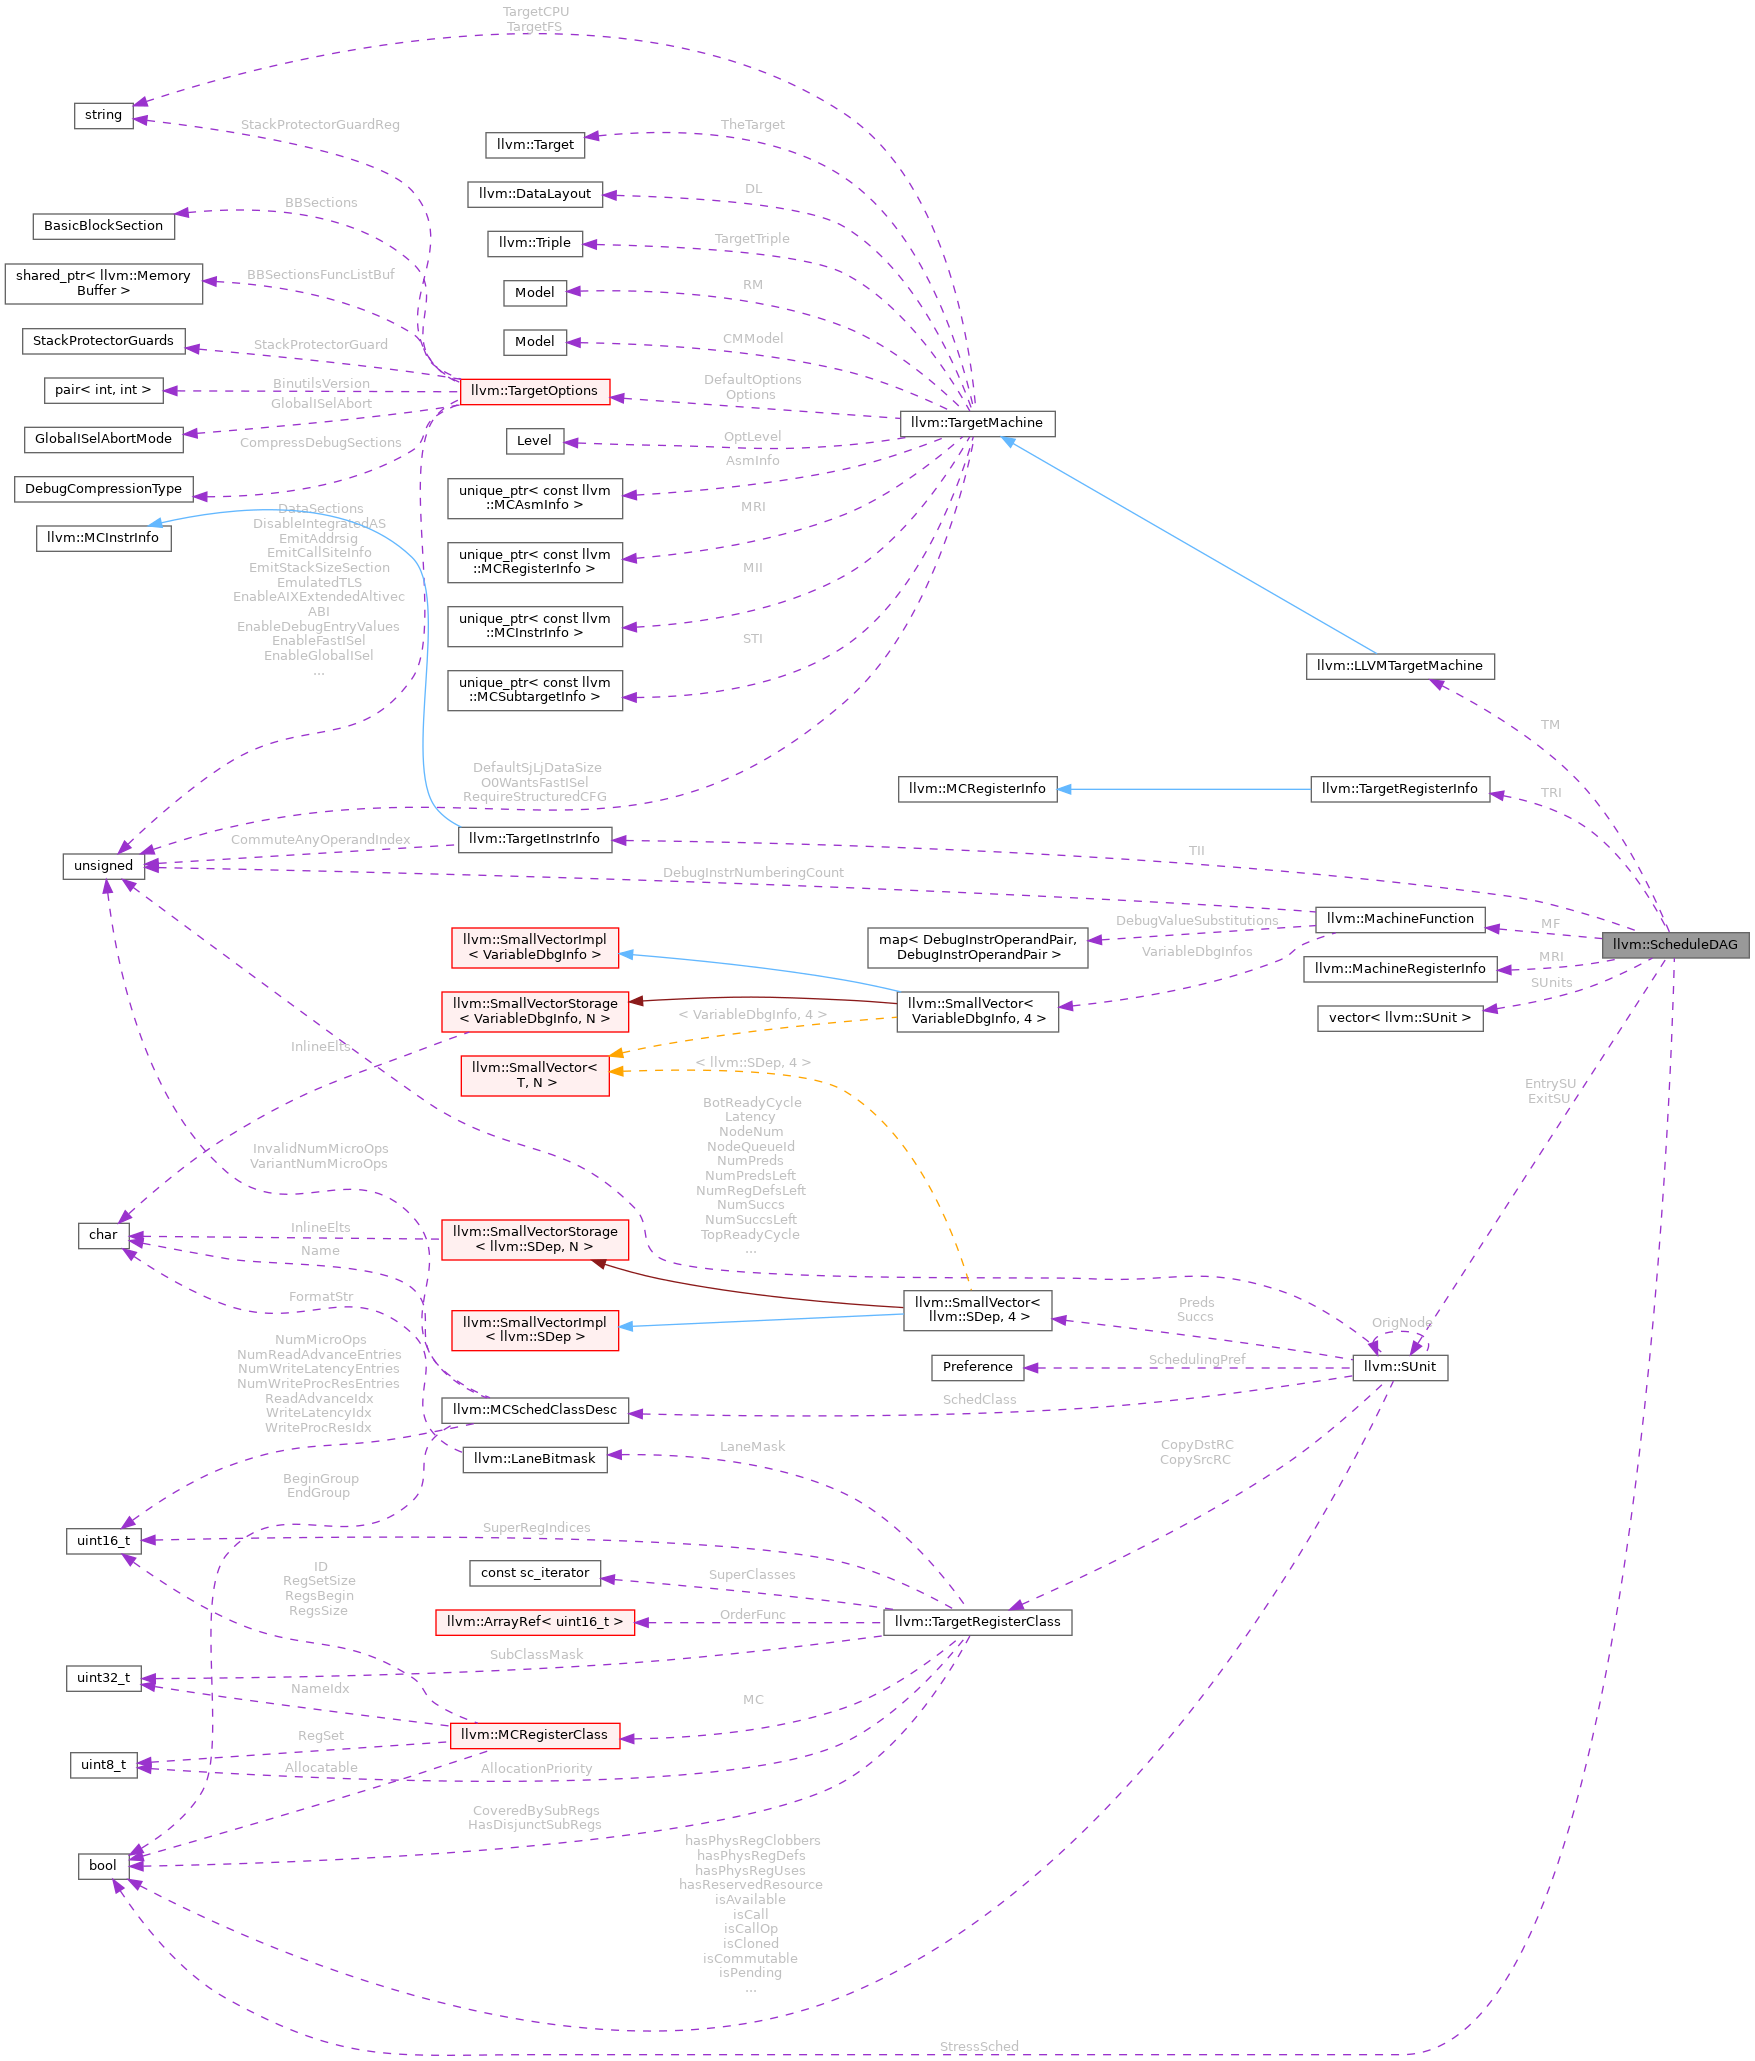 TargetCPU
TargetFS
string
StackProtectorGuardReg
TheTarget
llvm::Target
DL
llvm::DataLayout
BBSections
BasicBlockSection
TargetTriple
llvm::Triple
shared_ptr< llvm::Memory
Buffer >
BBSectionsFuncListBuf
RM
Model
StackProtectorGuards
StackProtectorGuard
CMModel
Model
pair< int, int >
BinutilsVersion
llvm::TargetOptions
DefaultOptions
Options
GlobalISelAbort
llvm::TargetMachine
GlobalISelAbortMode
CompressDebugSections
Level
OptLevel
AsmInfo
DebugCompressionType
unique_ptr< const llvm
::MCAsmInfo >
MRI
llvm::MCInstrInfo
DataSections
DisableIntegratedAS
EmitAddrsig
EmitCallSiteInfo
EmitStackSizeSection
EmulatedTLS
EnableAIXExtendedAltivec
ABI
EnableDebugEntryValues
EnableFastISel
EnableGlobalISel
...
unique_ptr< const llvm
::MCRegisterInfo >
MII
unique_ptr< const llvm
::MCInstrInfo >
STI
unique_ptr< const llvm
::MCSubtargetInfo >
llvm::LLVMTargetMachine
TM
DefaultSjLjDataSize
O0WantsFastISel
RequireStructuredCFG
llvm::MCRegisterInfo
llvm::TargetRegisterInfo
TRI
CommuteAnyOperandIndex
llvm::TargetInstrInfo
TII
unsigned
DebugInstrNumberingCount
llvm::MachineFunction
DebugValueSubstitutions
MF
llvm::ScheduleDAG
llvm::SmallVectorImpl
< VariableDbgInfo >
map< DebugInstrOperandPair,
DebugInstrOperandPair >
VariableDbgInfos
MRI
llvm::MachineRegisterInfo
SUnits
llvm::SmallVectorStorage
< VariableDbgInfo, N >
< VariableDbgInfo, 4 >
llvm::SmallVector<
VariableDbgInfo, 4 >
vector< llvm::SUnit >
InlineElts
llvm::SmallVector<
T, N >
< llvm::SDep, 4 >
EntrySU
ExitSU
BotReadyCycle
Latency
NodeNum
NodeQueueId
NumPreds
NumPredsLeft
NumRegDefsLeft
NumSuccs
NumSuccsLeft
TopReadyCycle
...
InvalidNumMicroOps
VariantNumMicroOps
char
InlineElts
Name
llvm::SmallVectorStorage
< llvm::SDep, N >
FormatStr
llvm::SmallVectorImpl
< llvm::SDep >
llvm::SmallVector<
llvm::SDep, 4 >
Preds
Succs
OrigNode
NumMicroOps
NumReadAdvanceEntries
NumWriteLatencyEntries
NumWriteProcResEntries
ReadAdvanceIdx
WriteLatencyIdx
WriteProcResIdx
Preference
SchedulingPref
llvm::SUnit
llvm::MCSchedClassDesc
SchedClass
llvm::LaneBitmask
LaneMask
CopyDstRC
CopySrcRC
BeginGroup
EndGroup
uint16_t
SuperRegIndices
const sc_iterator
SuperClasses
ID
RegSetSize
RegsBegin
RegsSize
llvm::ArrayRef< uint16_t >
OrderFunc
llvm::TargetRegisterClass
SubClassMask
uint32_t
NameIdx
MC
llvm::MCRegisterClass
RegSet
uint8_t
Allocatable
AllocationPriority
CoveredBySubRegs
HasDisjunctSubRegs
bool
hasPhysRegClobbers
hasPhysRegDefs
hasPhysRegUses
hasReservedResource
isAvailable
isCall
isCallOp
isCloned
isCommutable
isPending
...
StressSched